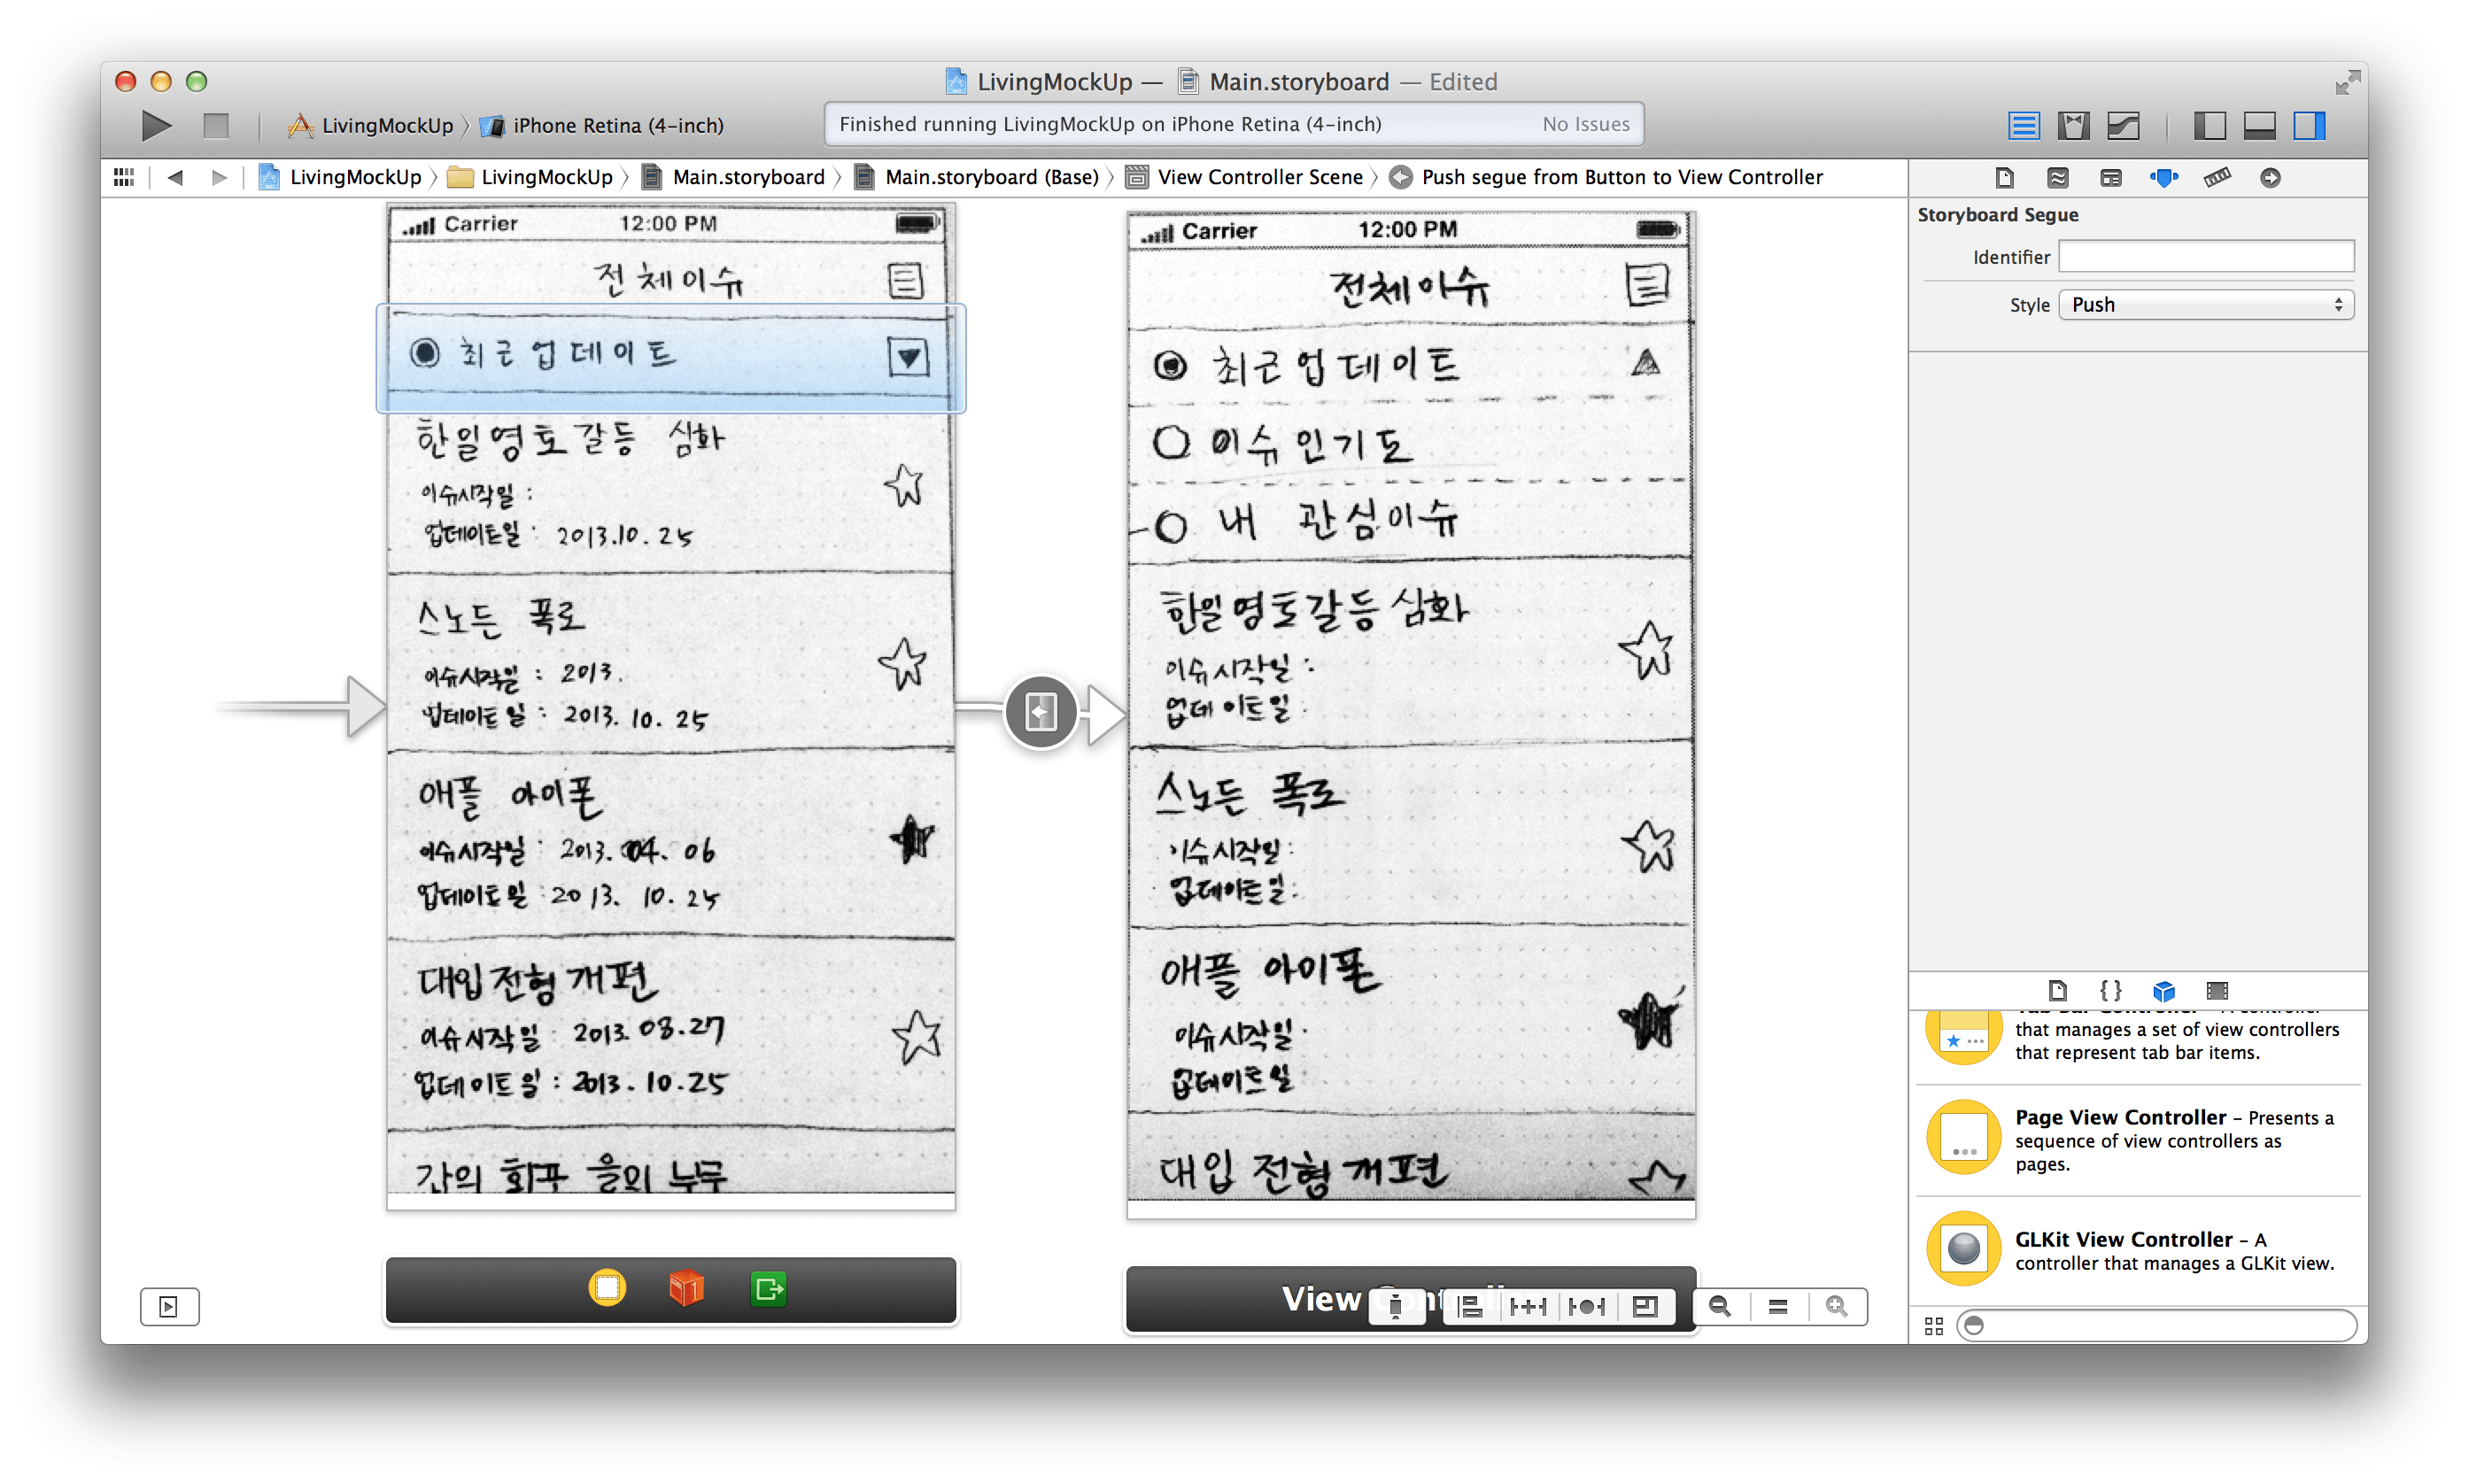 LivingMockUp — Main.storyboard — Edited
LivingMockUp iPhone Retina (4-inch)
Finished running LivingMockUp on iPhone Retina (4-inch) No Issues
LivingMockUp LivingMockUp Main.storyboard Main.storyboard (Base) View Controller Scene Push segue from Button to View Controller
Carrier 12:00 PM
전체이슈
최근업데이트
한일영토갈등 심화
이슈시작일 :
업데이트일 : 2013.10.25
스노든 폭로
이슈시작일 : 2013.
업데이트일 : 2013.10.25
애플 아이폰
이슈시작일 : 2013.04.06
업데이트일 : 2013.10.25
대입전형개편
이슈시작일 : 2013.08.27
업데이트일 : 2013.10.25
Carrier 12:00 PM
전체이슈
최근업데이트
이슈인기도
내 관심이슈
한일영토갈등심화
이슈시작일 :
업데이트일 :
스노든 폭로
이슈시작일 :
업데이트일 :
애플 아이폰
이슈시작일 :
업데이트일 :
대입 전형개편
View Controller
Storyboard Segue
Identifier
Style Push
Tab Bar Controller – A controller
that manages a set of view controllers
that represent tab bar items.
Page View Controller – Presents a
sequence of view controllers as
pages.
GLKit View Controller – A
controller that manages a GLKit view.